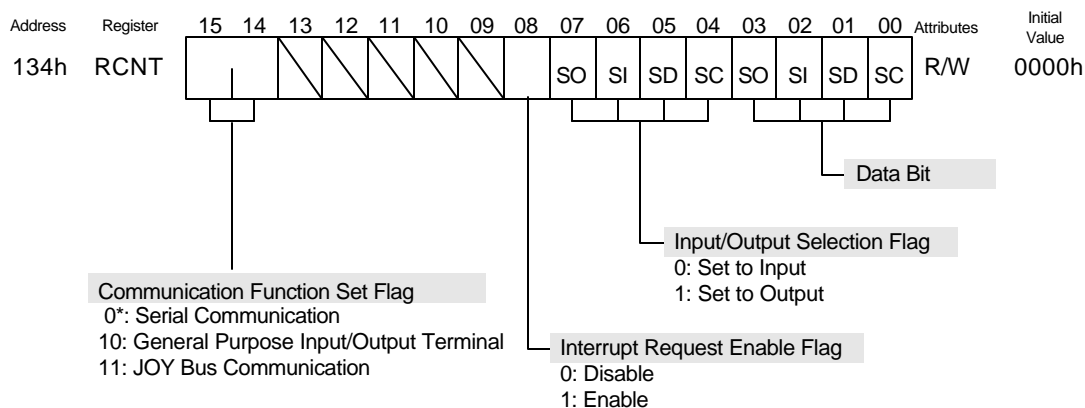 Address Register 15 14 13 12 11 10 09 08 07 06 05 04 03 02 01 00 Attributes Initial Value
134h RCNT SO SI SD SC SO SI SD SC R/W 0000h
Data Bit
Input/Output Selection Flag
0: Set to Input
1: Set to Output
Communication Function Set Flag
0*: Serial Communication
10: General Purpose Input/Output Terminal
11: JOY Bus Communication
Interrupt Request Enable Flag
0: Disable
1: Enable